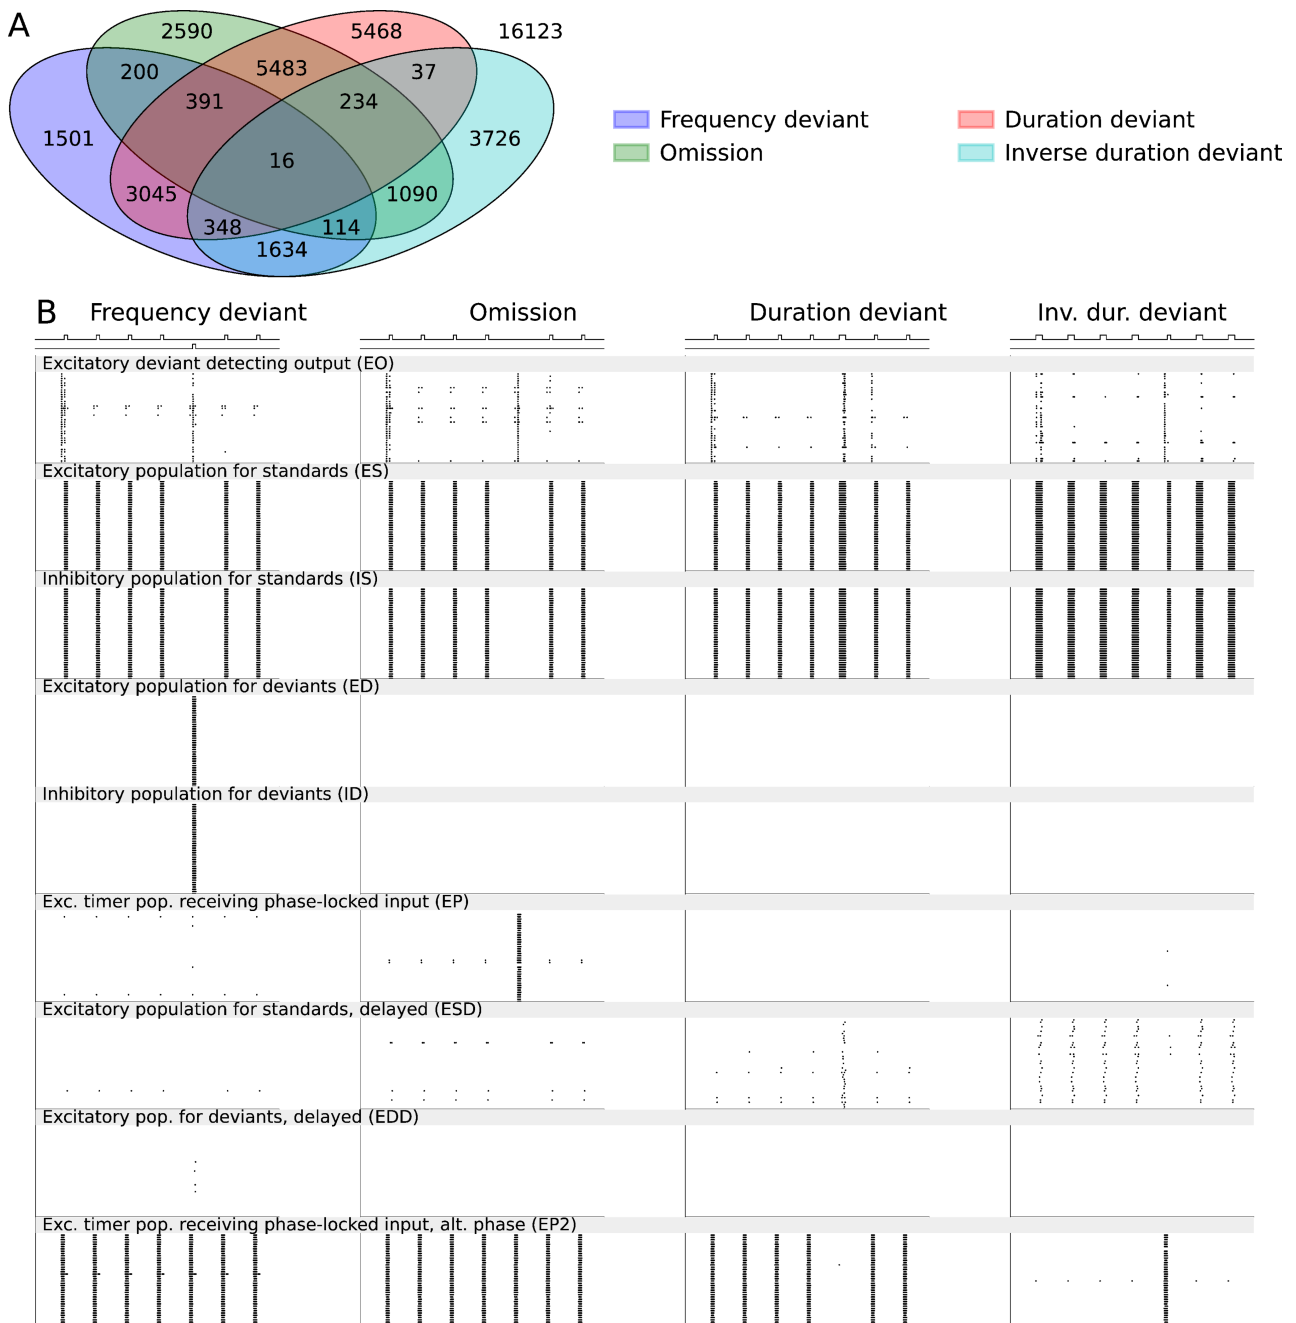 A
2590
5468
16123
200
5483
37
391
234
1501
3726
16
3045
1090
348
114
1634
Frequency deviant
Duration deviant
Omission
Inverse duration deviant
B
Frequency deviant
Omission
Duration deviant
Inv. dur. deviant
Excitatory deviant detecting output (EO)
Excitatory population for standards (ES)
Inhibitory population for standards (IS)
Excitatory population for deviants (ED)
Inhibitory population for deviants (ID)
Exc. timer pop. receiving phase-locked input (EP)
Excitatory population for standards, delayed (ESD)
Excitatory pop. for deviants, delayed (EDD)
Exc. timer pop. receiving phase-locked input, alt. phase (EP2)